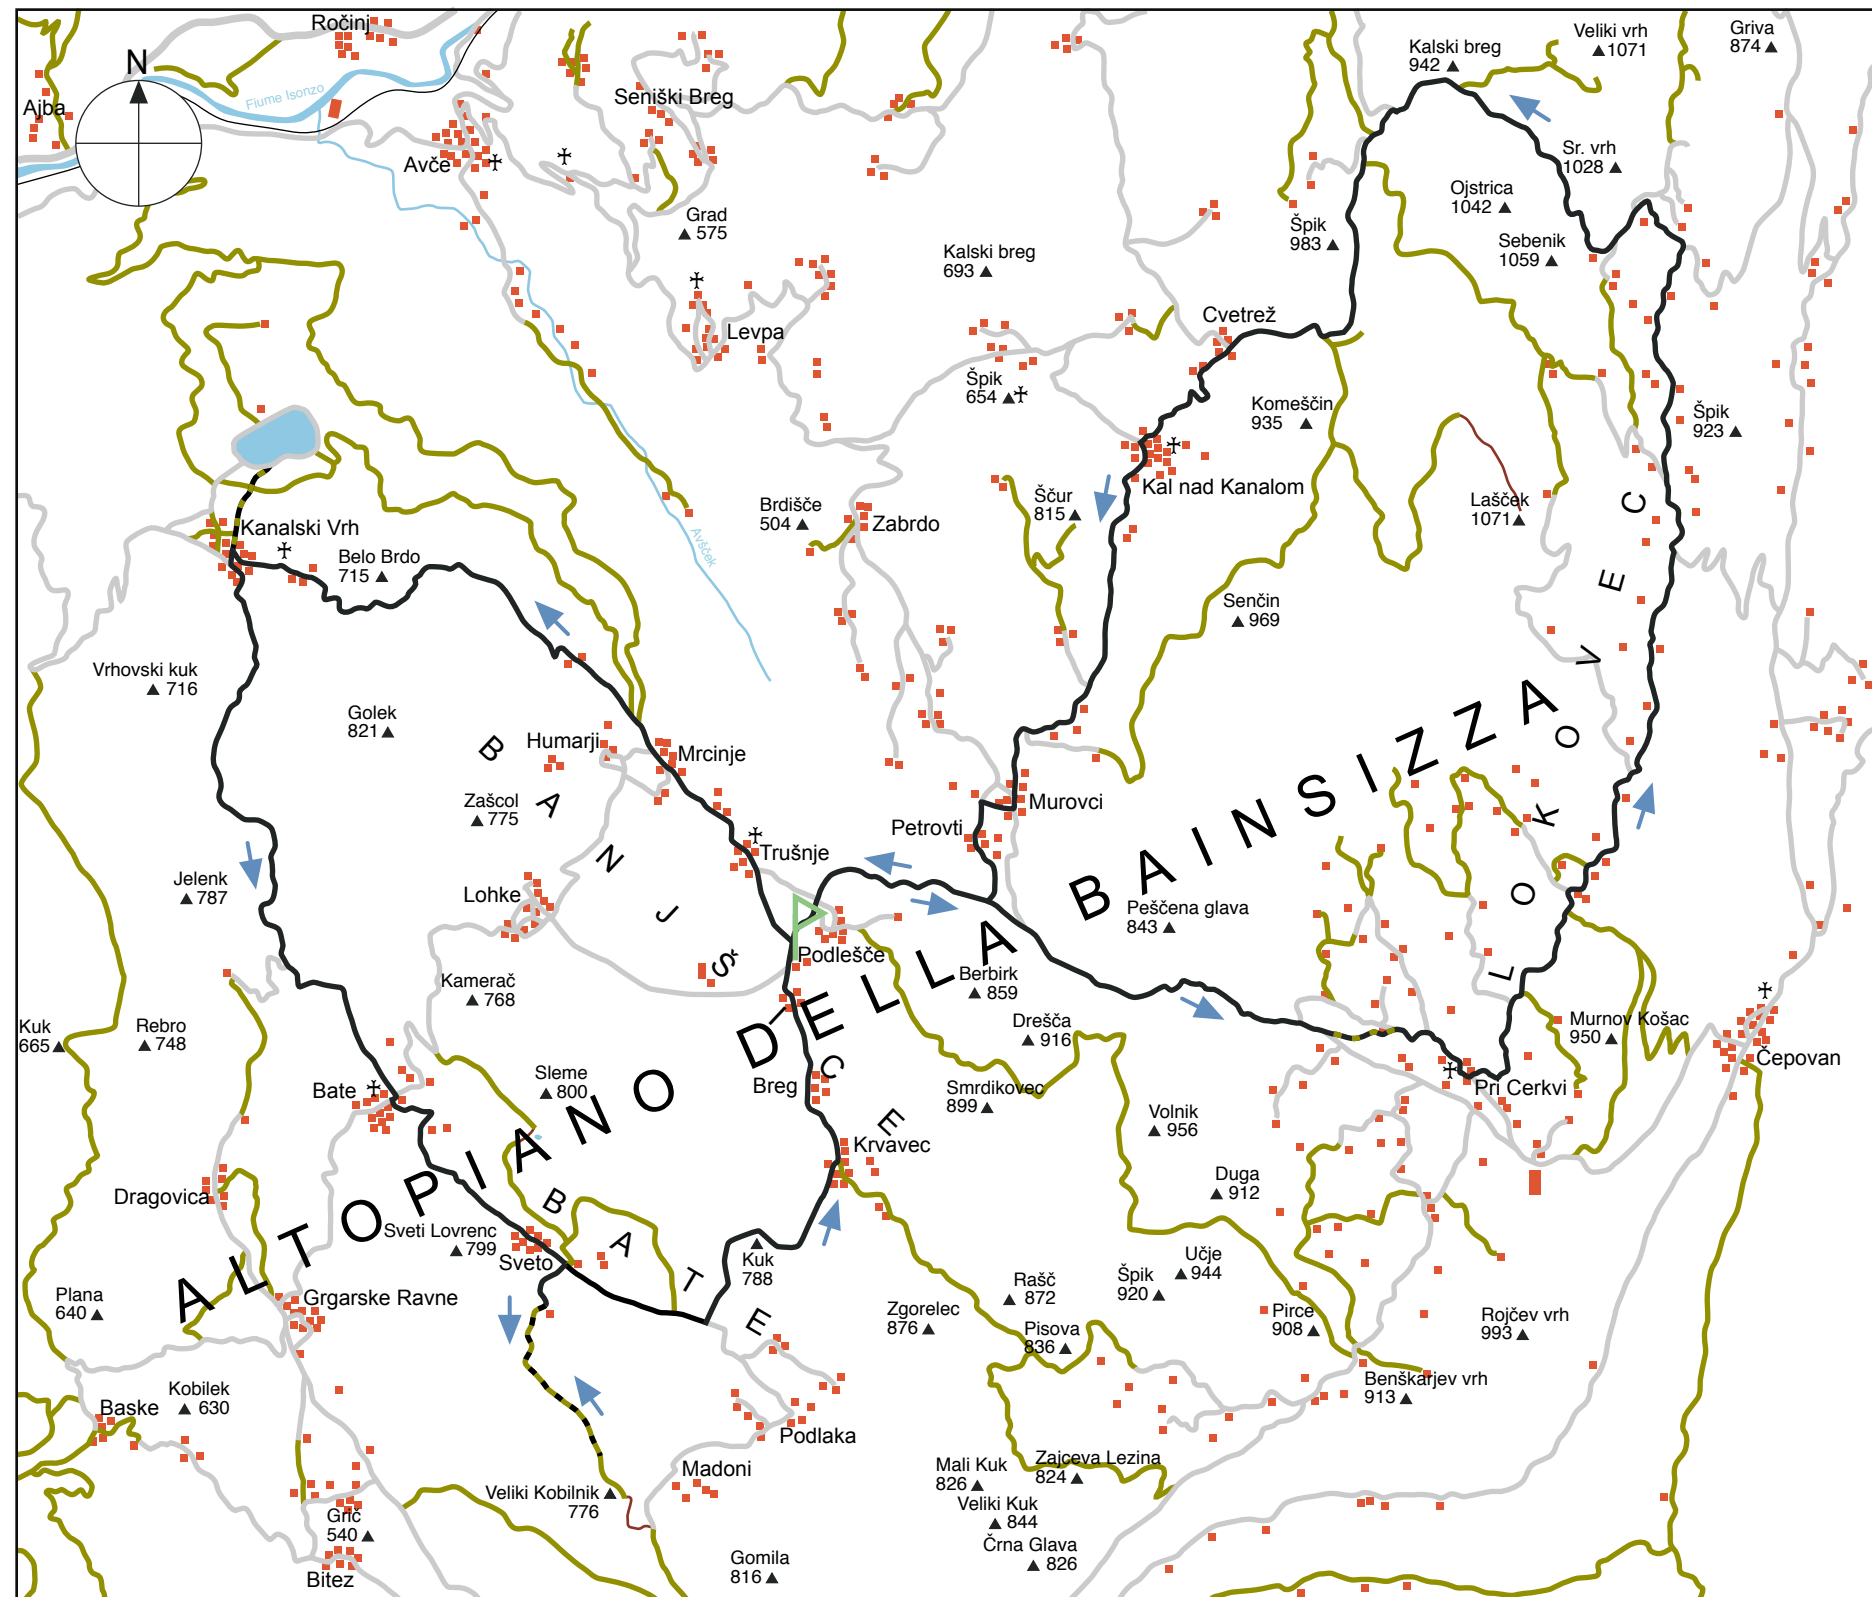 Ročinj
N
Fiume Isonzo
Ajba
Avče
Seniški Breg
Grad
575
Kalski breg
942
Veliki vrh
1071
Griva
874
Sr. vrh
1028
Ojstrica
1042
Špik
983
Sebenik
1059
Kalski breg
693
Levpa
Cvetrež
Špik
654
Komeščin
935
Špik
923
Kal nad Kanalom
Ščur
815
Lašček
1071
Brdišče
504
Zabrdo
Avšček
Kanalski Vrh
Belo Brdo
715
Senčin
969
Vrhovski kuk
716
Golek
821
Humarji
Mrcinje
Zaščol
775
Murovci
Petrovti
Trušnje
Jelenk
787
Lohke
Peščena glava
843
Podlešče
Kamerač
768
Berbirk
859
Drešča
916
Murnov Košac
950
Čepovan
Kuk
665
Rebro
748
Bate
Sleme
800
Breg
Smrdikovec
899
Pri Cerkvi
Volnik
956
Krvavec
Duga
912
Dragovica
Sveti Lovrenc
799
Sveto
Kuk
788
Učje
944
Špik
920
Rašč
872
Plana
640
Grgarske Ravne
Zgorelec
876
Pisova
836
Pirce
908
Rojčev vrh
993
Kobilek
630
Baske
Benškarjev vrh
913
Podlaka
Madoni
Mali Kuk
826
Zajceva Lezina
824
Veliki Kobilnik
776
Veliki Kuk
844
Grič
540
Črna Glava
826
Gomila
816
Bitez
ALTOPIANO DELLA BAINSIZZA
BANJŠČE
BATE
LOKOVEC